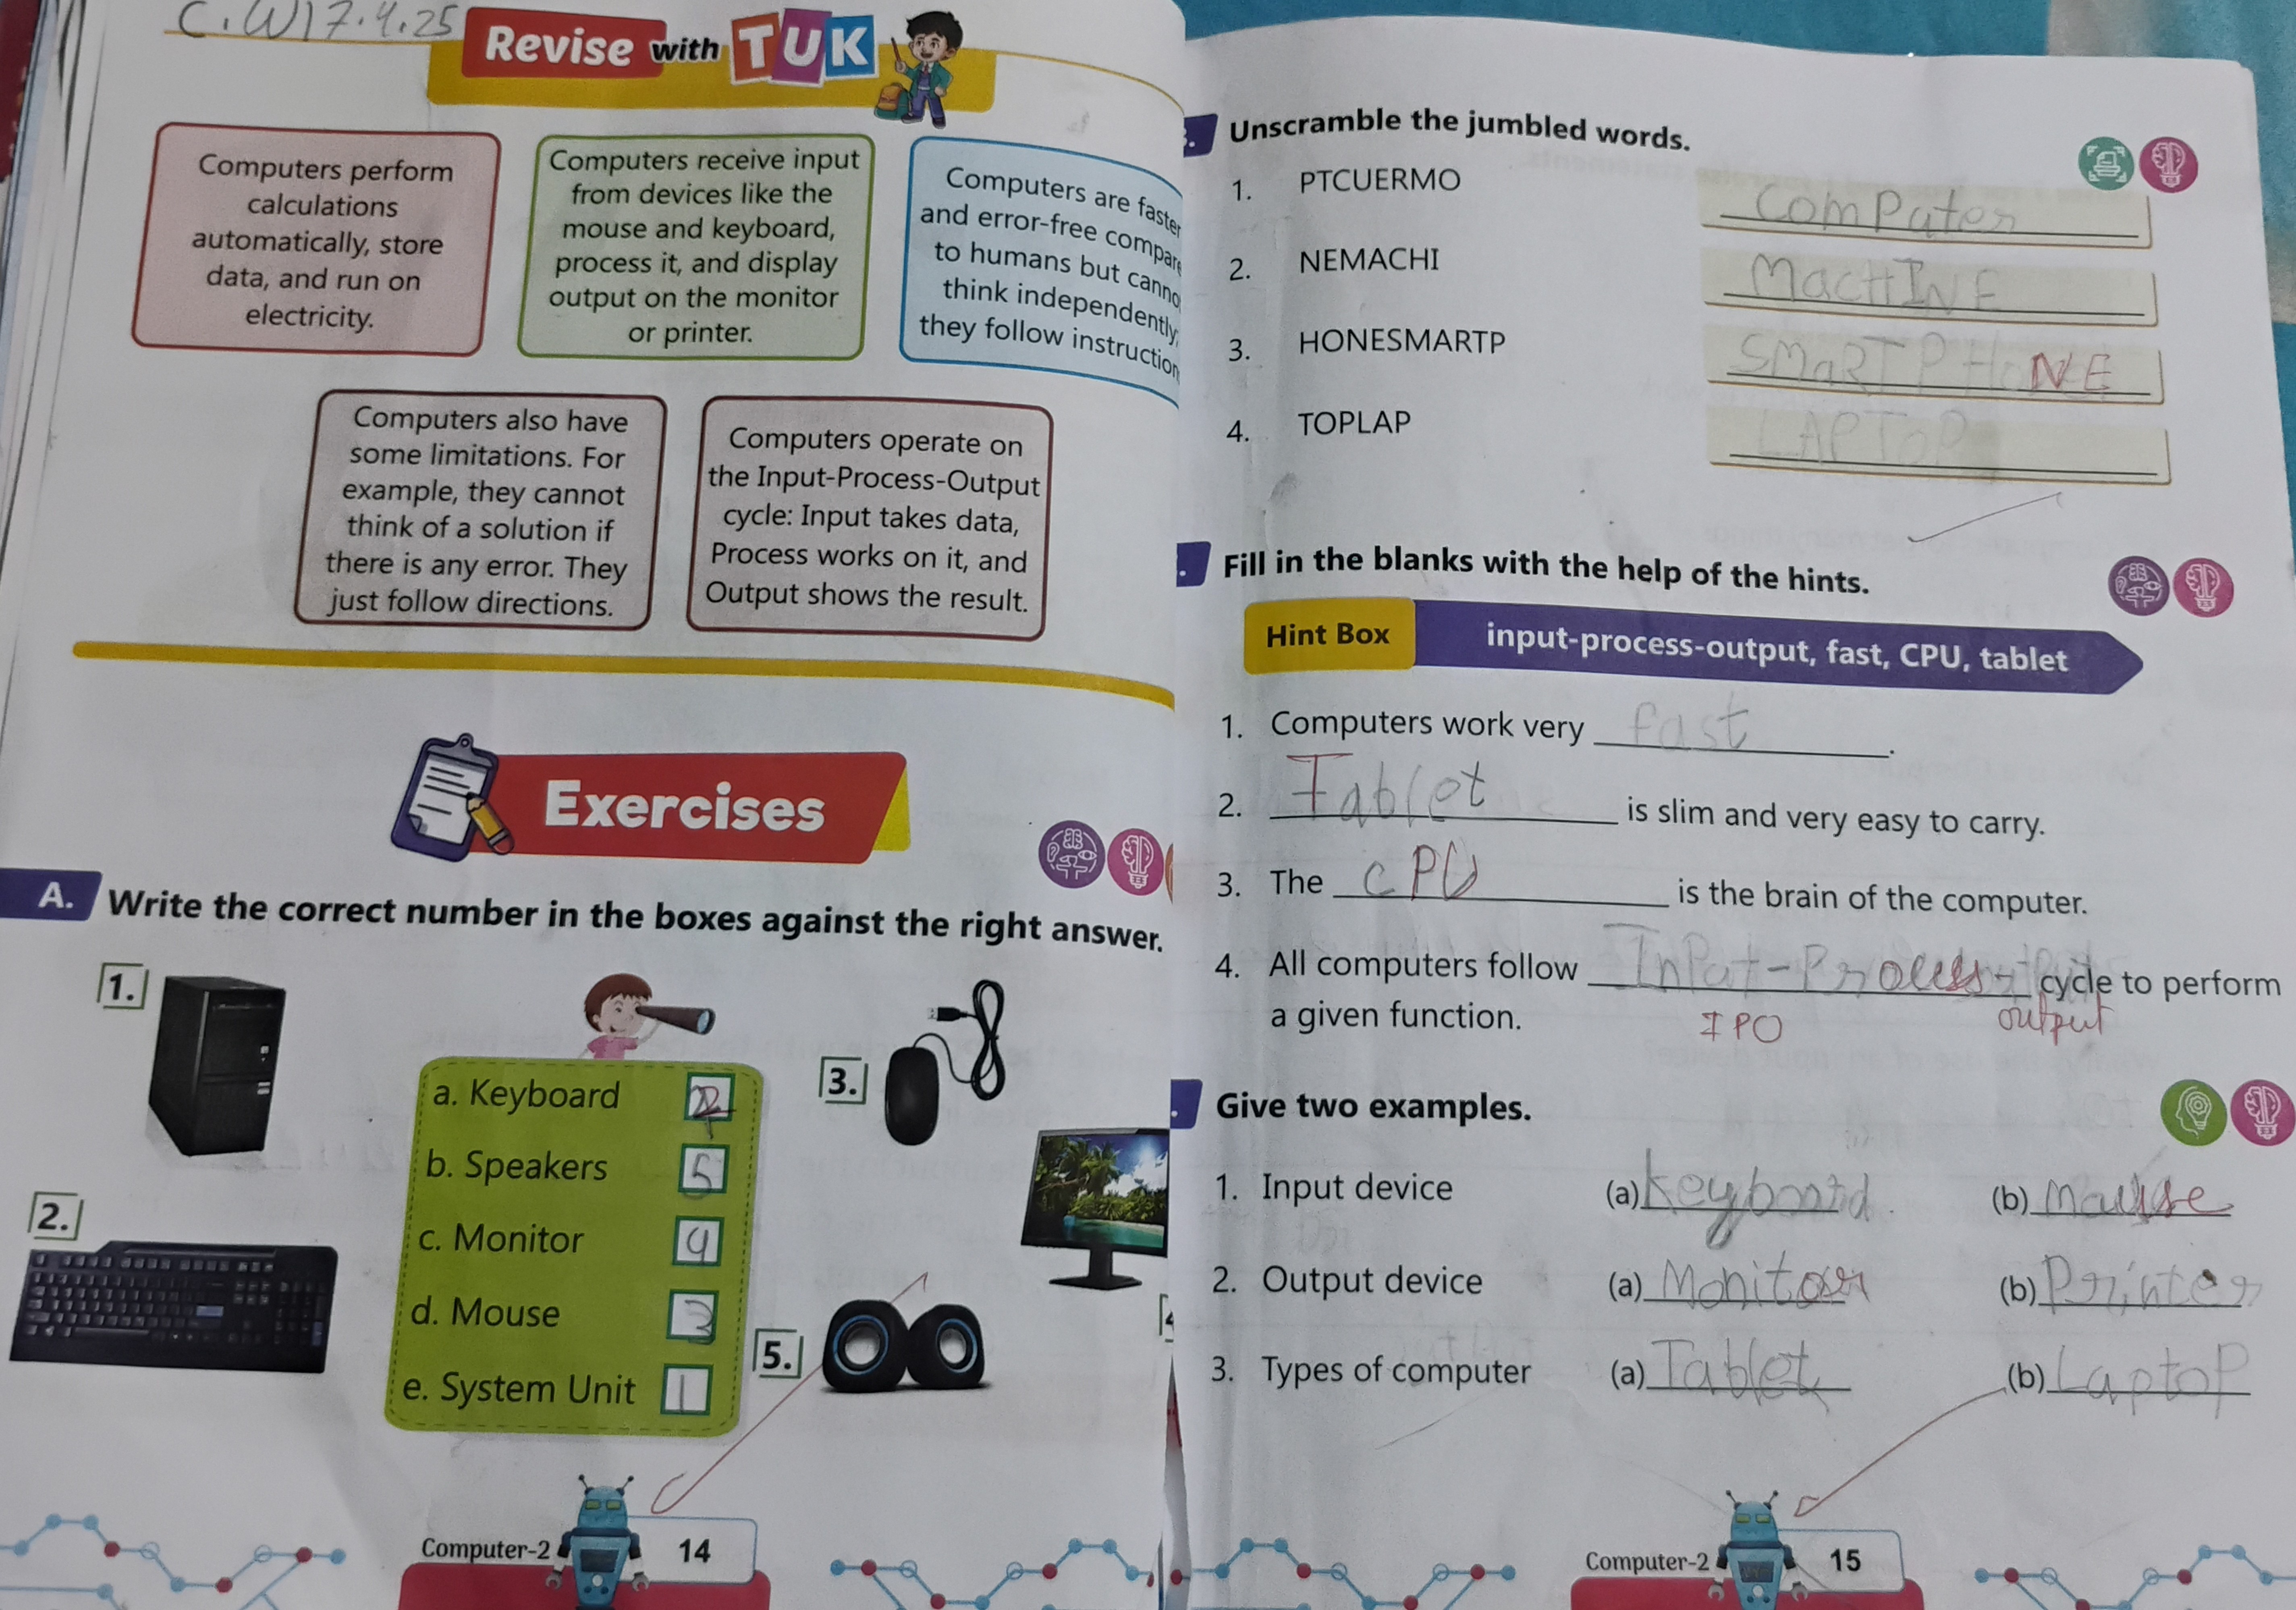 C.W 17.4.25
Revise with TUK
Computers perform
calculations
automatically, store
data, and run on
electricity.
Computers receive input
from devices like the
mouse and keyboard,
process it, and display
output on the monitor
or printer.
Computers are faster
and error-free compare
to humans but canno
think independently,
they follow instruction
Computers also have
some limitations. For
example, they cannot
think of a solution if
there is any error. They
just follow directions.
Computers operate on
the Input-Process-Output
cycle: Input takes data,
Process works on it, and
Output shows the result.
Exercises
A. Write the correct number in the boxes against the right answer.
1.
2.
3.
5.
a. Keyboard
b. Speakers 5
c. Monitor 4
d. Mouse 3
e. System Unit 1
Computer-2 14
Unscramble the jumbled words.
1. PTCUERMO Computer
2. NEMACHI MacHINE
3. HONESMARTP SMaRTPHoNE
4. TOPLAP LAPToP
Fill in the blanks with the help of the hints.
Hint Box input-process-output, fast, CPU, tablet
1. Computers work very fast.
2. Tablet is slim and very easy to carry.
3. The CPU is the brain of the computer.
4. All computers follow InPut-Process- cycle to perform
output
a given function. IPO
Give two examples.
1. Input device (a) keyboard (b) mouse
2. Output device (a) Monitor (b) Printer
3. Types of computer (a) Tablet (b) LaptoP
Computer-2 15